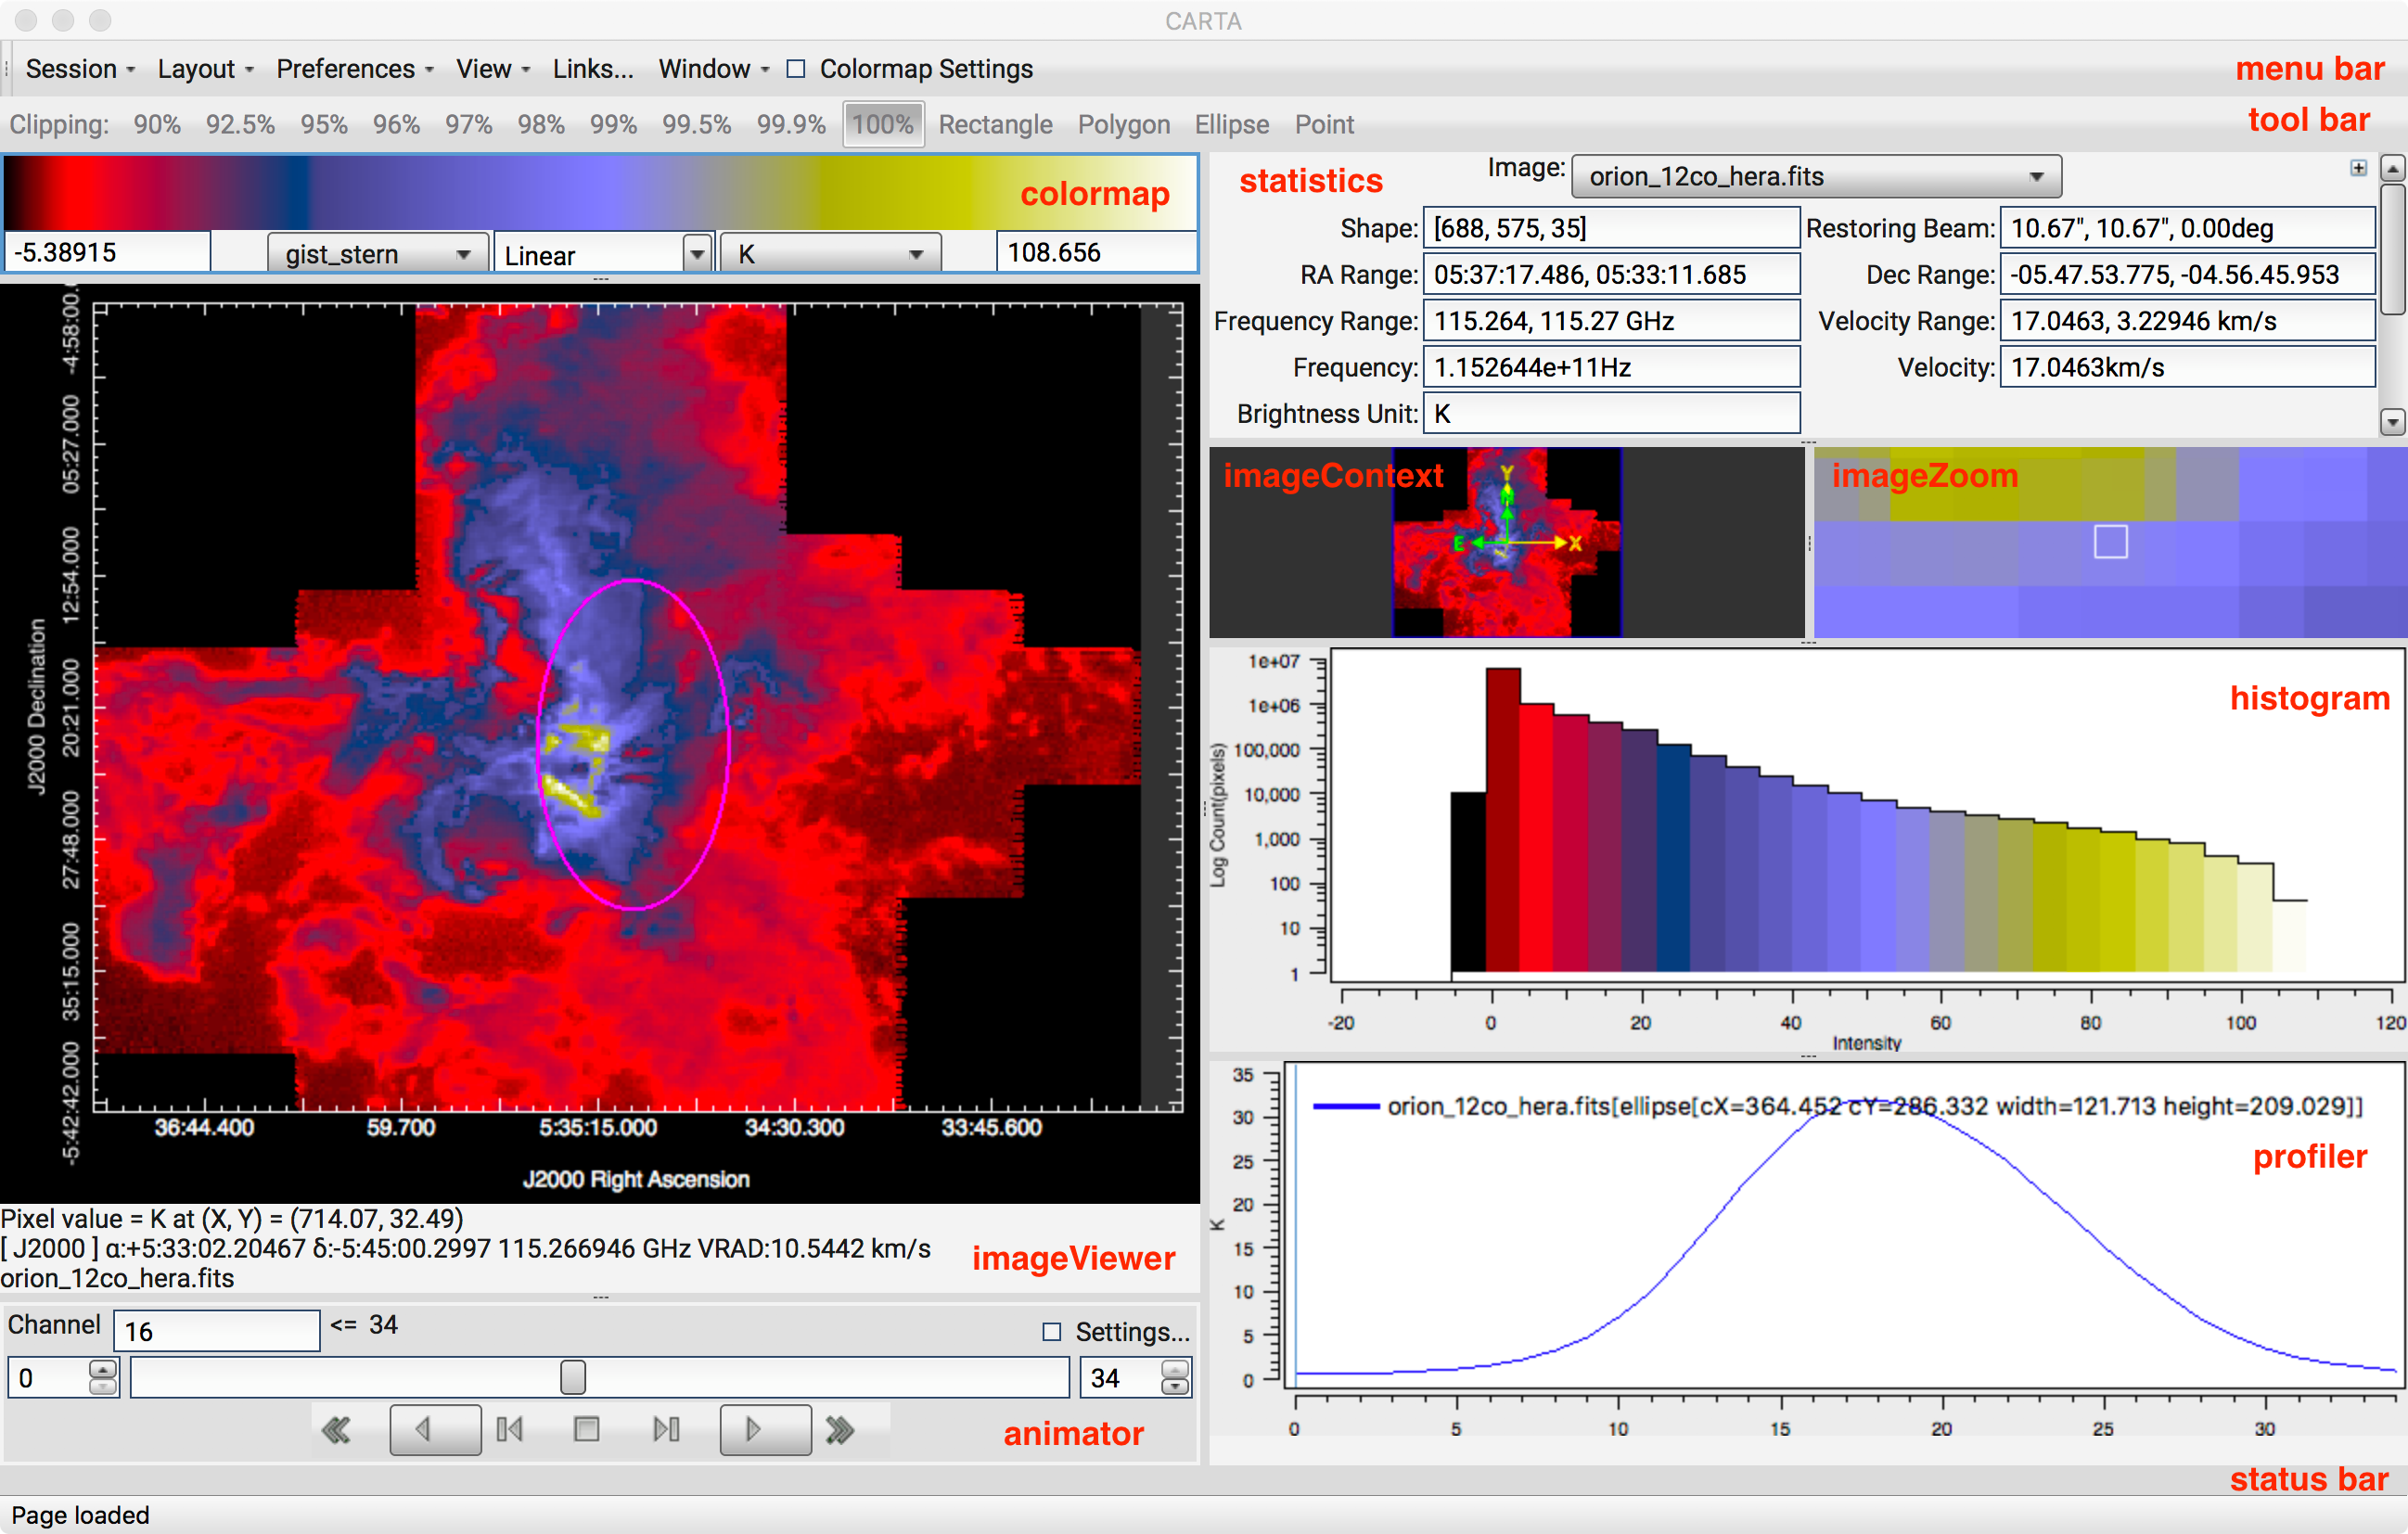 CARTA
Session Layout Preferences View Links... Window Colormap Settings menu bar
Clipping: 90% 92.5% 95% 96% 97% 98% 99% 99.5% 99.9% 100% Rectangle Polygon Ellipse Point tool bar
colormap
-5.38915 gist_stern Linear K 108.656
J2000 Declination
-4:58:00.0
05:27.000
12:54.000
20:21.000
27:48.000
35:15.000
-5:42:42.000
36:44.400 59.700 5:35:15.000 34:30.300 33:45.600
J2000 Right Ascension
Pixel value = K at (X, Y) = (714.07, 32.49)
[ J2000 ] α:+5:33:02.20467 δ:-5:45:00.2997 115.266946 GHz VRAD:10.5442 km/s
orion_12co_hera.fits
imageViewer
Channel 16 <= 34 Settings...
0 34
animator
statistics Image: orion_12co_hera.fits
Shape: [688, 575, 35] Restoring Beam: 10.67", 10.67", 0.00deg
RA Range: 05:37:17.486, 05:33:11.685 Dec Range: -05.47.53.775, -04.56.45.953
Frequency Range: 115.264, 115.27 GHz Velocity Range: 17.0463, 3.22946 km/s
Frequency: 1.152644e+11Hz Velocity: 17.0463km/s
Brightness Unit: K
imageContext
Y
N
E X
imageZoom
histogram
Log Count(pixels)
1e+07
1e+06
100,000
10,000
1,000
100
10
1
-20 0 20 40 60 80 100 120
Intensity
orion_12co_hera.fits[ellipse[cX=364.452 cY=286.332 width=121.713 height=209.029]]
profiler
K
35
30
25
20
15
10
5
0
0 5 10 15 20 25 30
status bar
Page loaded